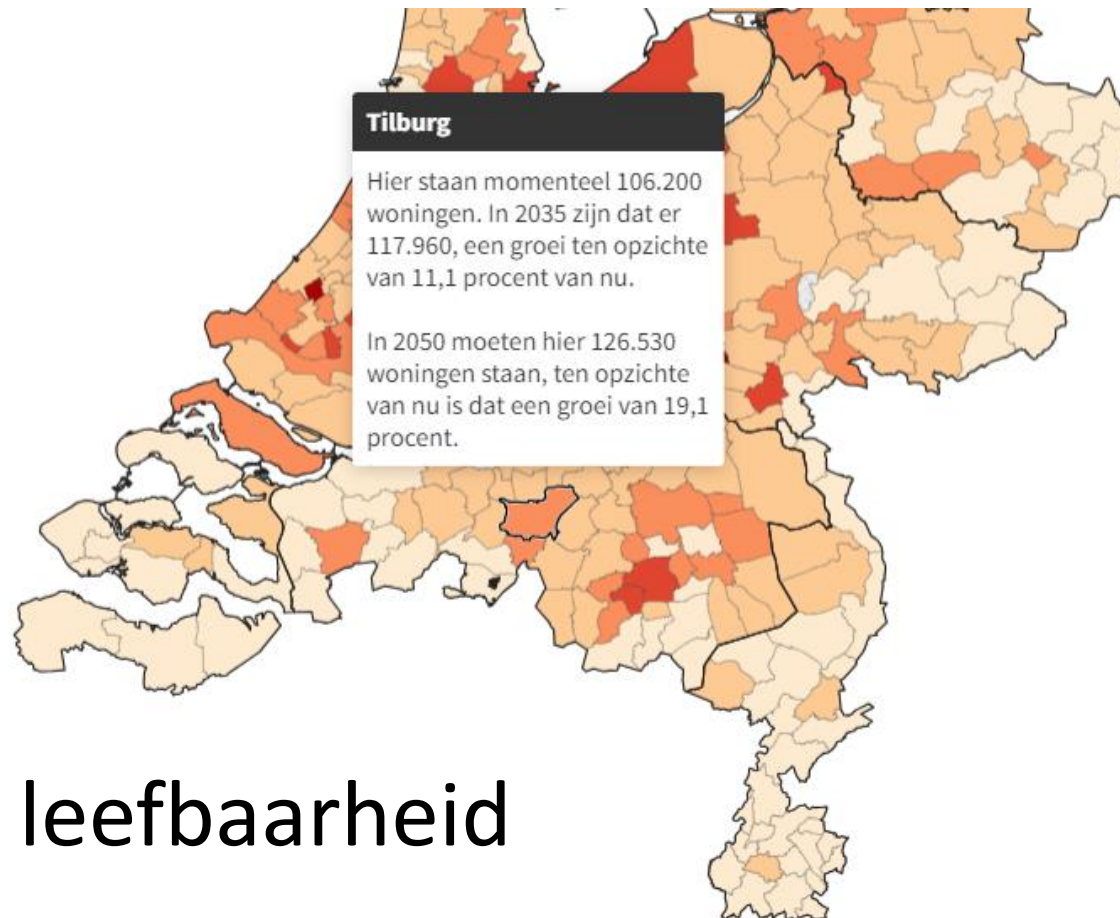 Tilburg
Hier staan momenteel 106.200
woningen. In 2035 zijn dat er
117.960, een groei ten opzichte
van 11,1 procent van nu.
In 2050 moeten hier 126.530
woningen staan, ten opzichte
van nu is dat een groei van 19,1
procent.
leefbaarheid